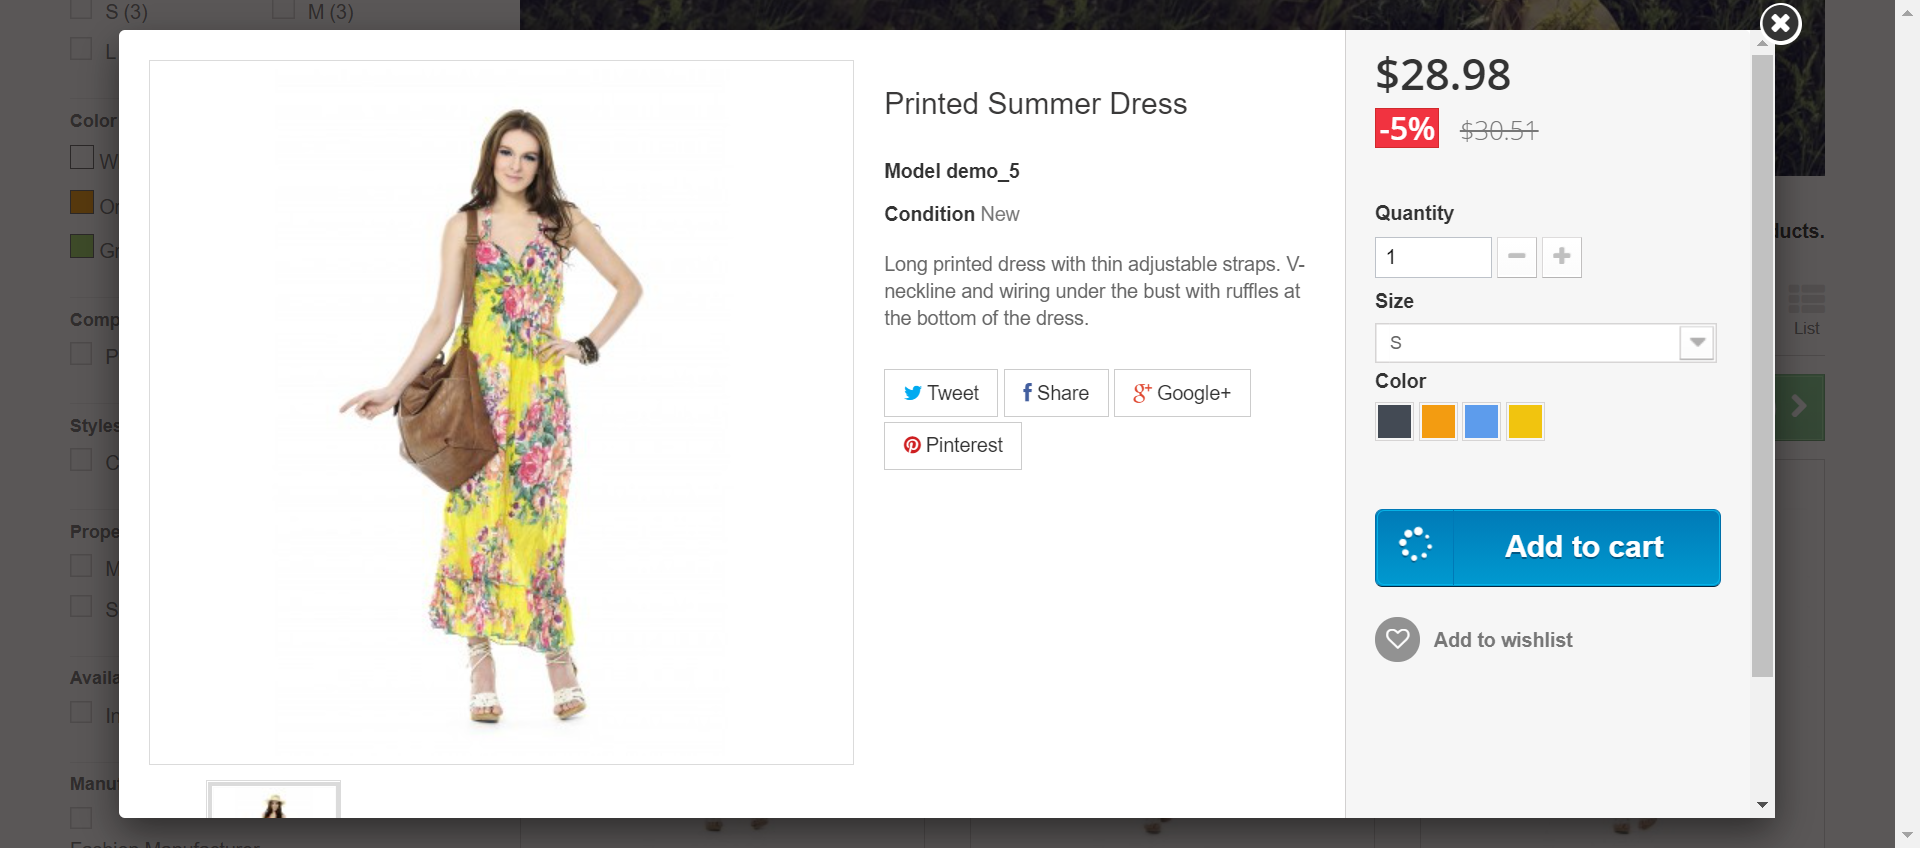 S (3)
M (3)
L
Color
W
Or
Gr
Comp
P
Styles
C
Prope
M
S
Availa
In
Manuf
Fashion Manufacturer
Printed Summer Dress
Model demo_5
Condition New
Long printed dress with thin adjustable straps. V-
neckline and wiring under the bust with ruffles at
the bottom of the dress.
Tweet
Share
Google+
Pinterest
$28.98
-5% $30.51
Quantity
1
Size
S
Color
Add to cart
Add to wishlist
ducts.
List